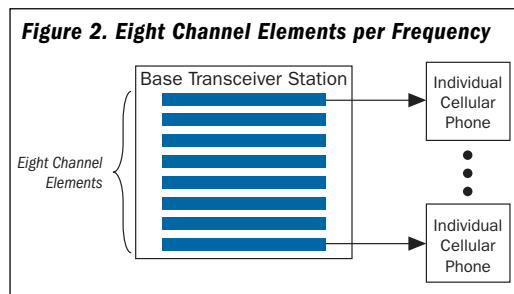 Figure 2. Eight Channel Elements per Frequency
Base Transceiver Station
Eight Channel
Elements
Individual
Cellular
Phone
Individual
Cellular
Phone